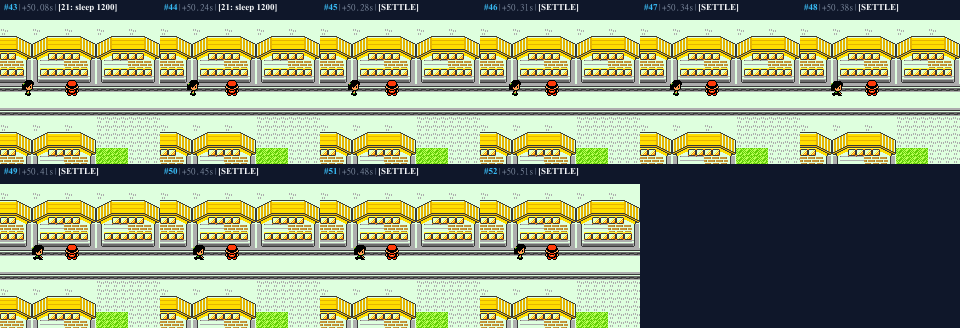 #43|+50.08s|[21: sleep 1200]
#44|+50.24s|[21: sleep 1200]
#45|+50.28s|[SETTLE]
#46|+50.31s|[SETTLE]
#47|+50.34s|[SETTLE]
#48|+50.38s|[SETTLE]
#49|+50.41s|[SETTLE]
#50|+50.45s|[SETTLE]
#51|+50.48s|[SETTLE]
#52|+50.51s|[SETTLE]